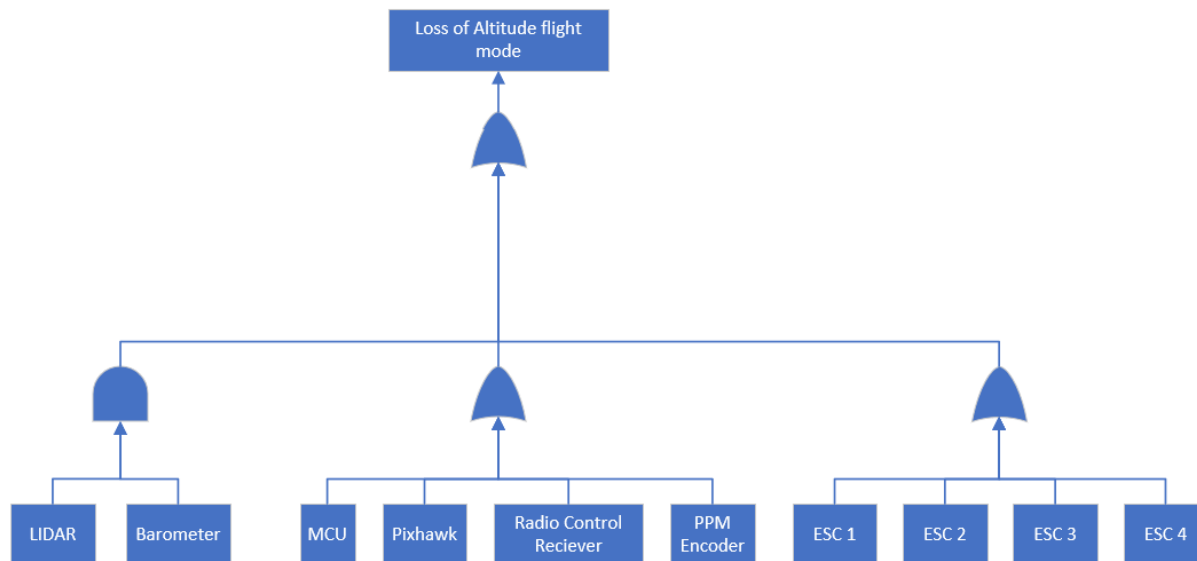 Loss of Altitude flight
mode
LIDAR
Barometer
MCU
Pixhawk
Radio Control
Reciever
PPM
Encoder
ESC 1
ESC 2
ESC 3
ESC 4